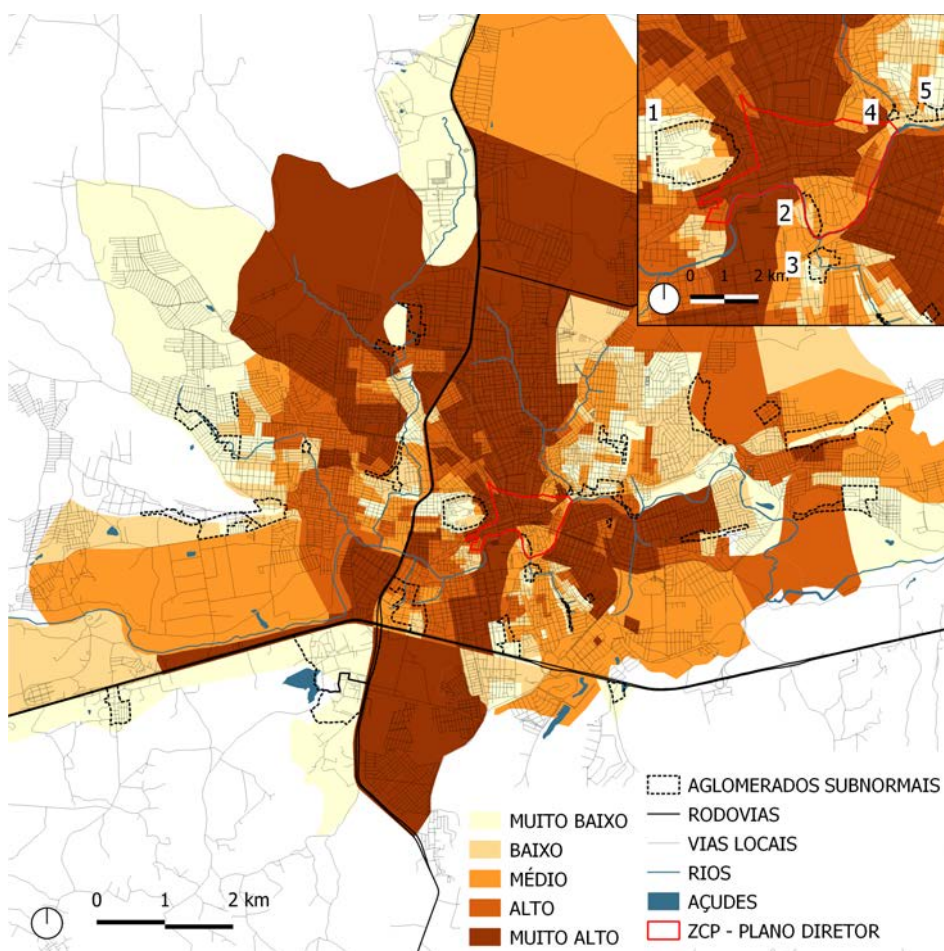 1
5
4
2
3
0 1 2 km
MUITO BAIXO
BAIXO
MÉDIO
ALTO
MUITO ALTO
AGLOMERADOS SUBNORMAIS
RODOVIAS
VIAS LOCAIS
RIOS
AÇUDES
ZCP - PLANO DIRETOR
0 1 2 km